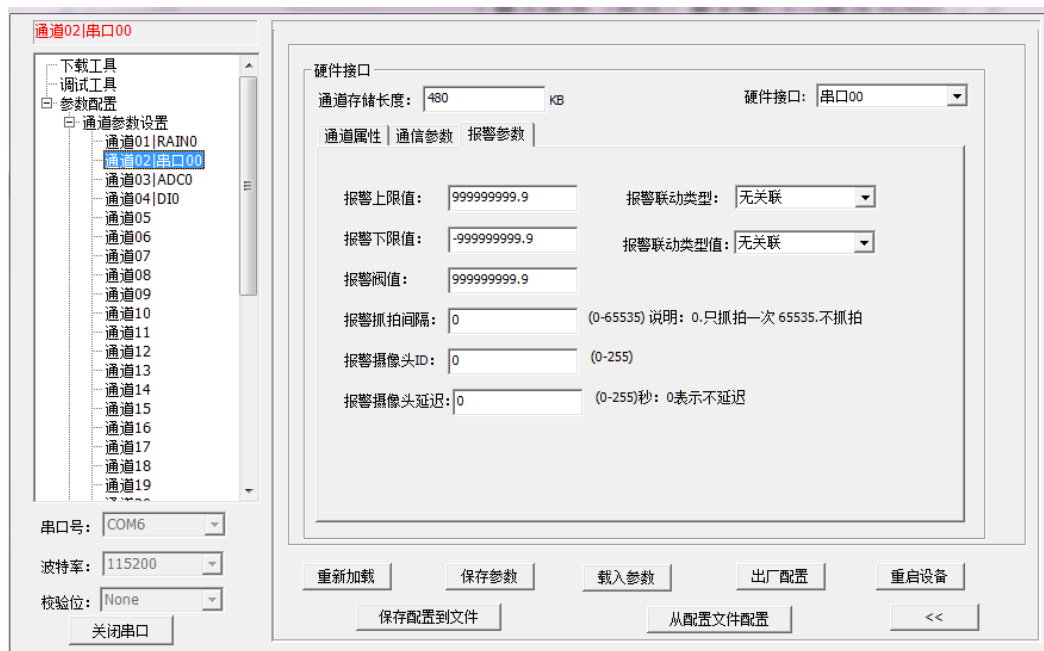 通道02|串口00
下载工具
调试工具
参数配置
通道参数设置
通道01|RAIN0
通道02|串口00
通道03|ADC0
通道04|DI0
通道05
通道06
通道07
通道08
通道09
通道10
通道11
通道12
通道13
通道14
通道15
通道16
通道17
通道18
通道19
串口号: COM6
波特率: 115200
校验位: None
关闭串口
硬件接口
通道存储长度: 480 KB 硬件接口: 串口00
通道属性 通信参数 报警参数
报警上限值: 999999999.9 报警联动类型: 无关联
报警下限值: -999999999.9 报警联动类型值: 无关联
报警阀值: 999999999.9
报警抓拍间隔: 0 (0-65535) 说明: 0.只抓拍一次 65535.不抓拍
报警摄像头ID: 0 (0-255)
报警摄像头延迟: 0 (0-255)秒: 0表示不延迟
重新加载 保存参数 载入参数 出厂配置 重启设备
保存配置到文件 从配置文件配置 <<